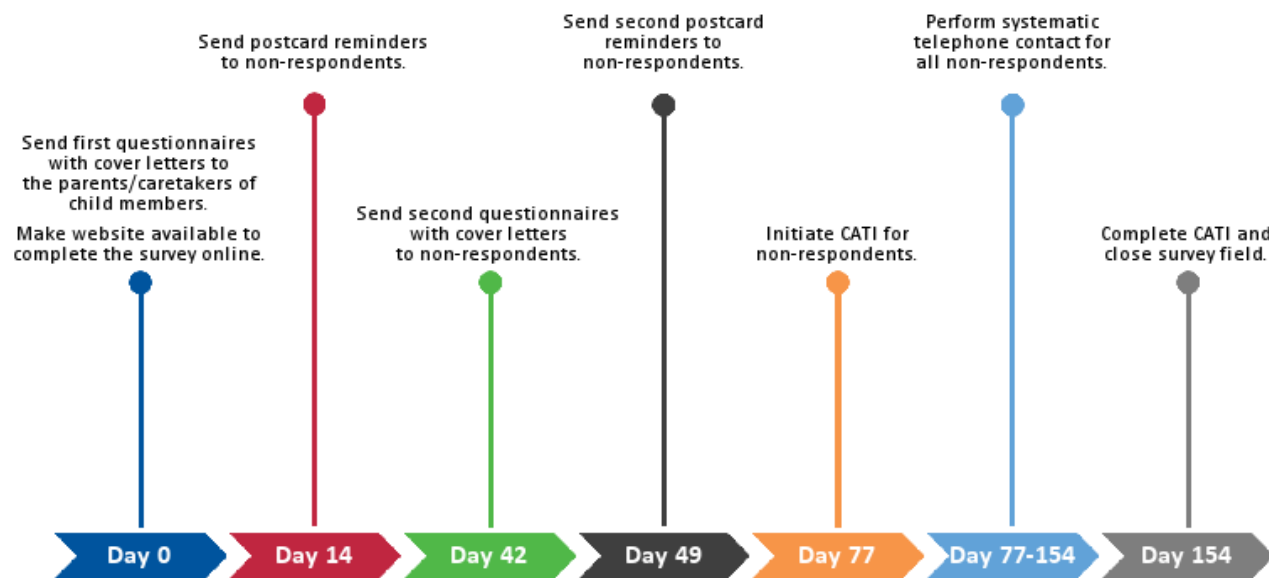 Send first questionnaires
with cover letters to
the parents/caretakers of
child members.
Make website available to
complete the survey online.
Send postcard reminders
to non-respondents.
Send second questionnaires
with cover letters
to non-respondents.
Send second postcard
reminders to
non-respondents.
Initiate CATI for
non-respondents.
Perform systematic
telephone contact for
all non-respondents.
Complete CATI and
close survey field.
Day 0
Day 14
Day 42
Day 49
Day 77
Day 77-154
Day 154